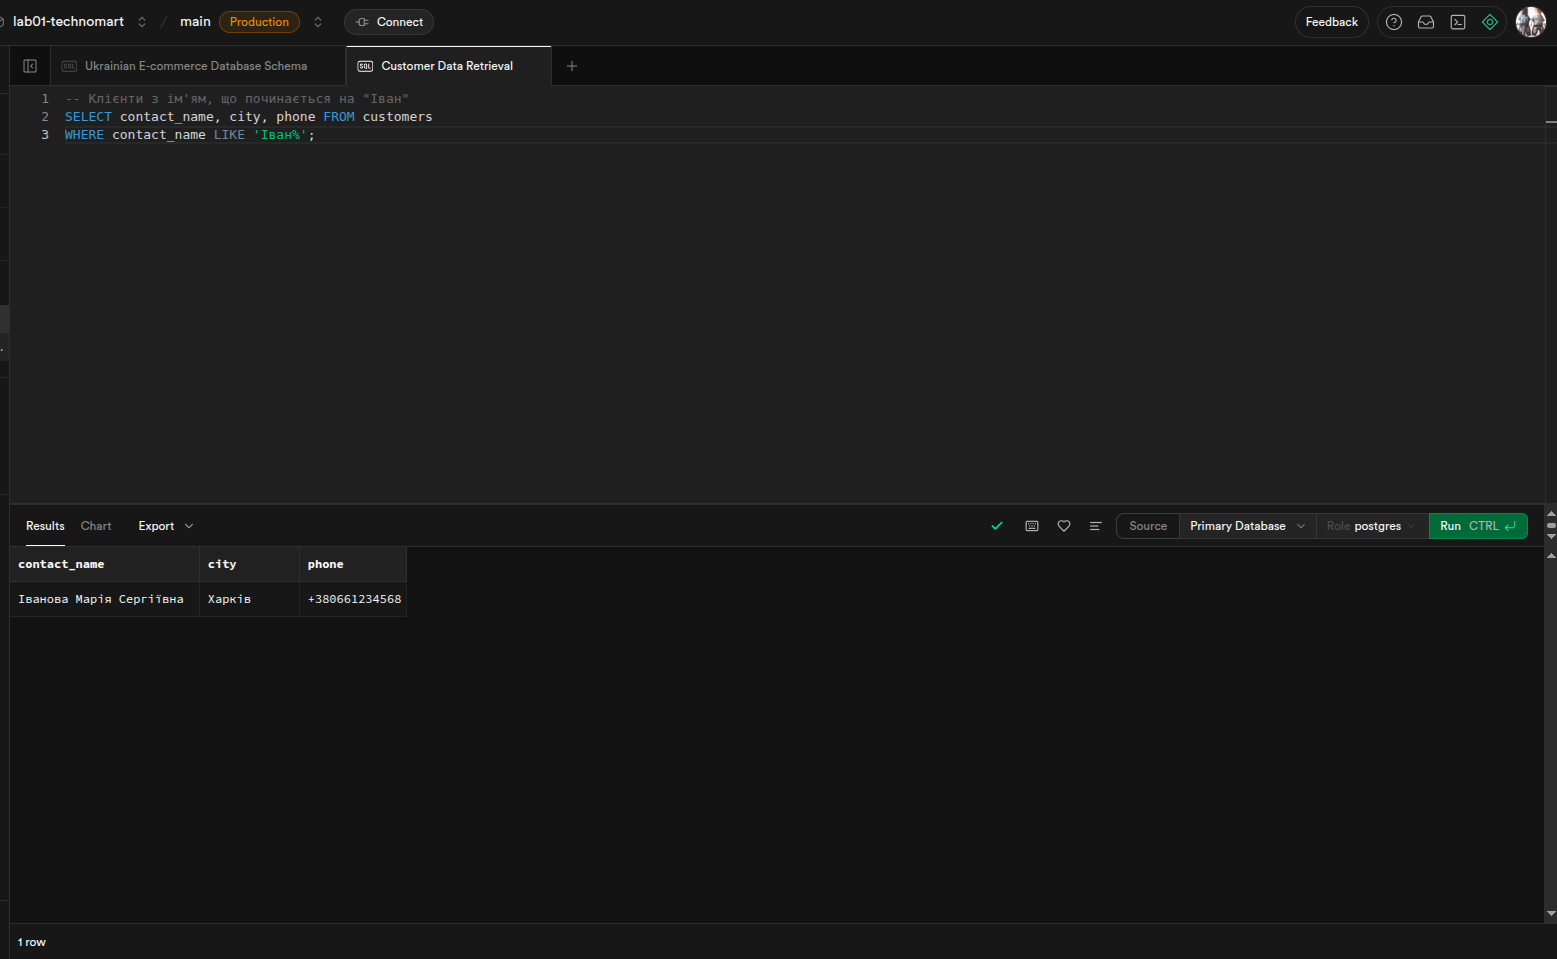 lab01-technomart / main Production Connect Feedback
SQL Ukrainian E-commerce Database Schema SQL Customer Data Retrieval
1 -- Клієнти з ім'ям, що починається на "Іван"
2 SELECT contact_name, city, phone FROM customers
3 WHERE contact_name LIKE 'Іван%';
Results Chart Export Source Primary Database Role postgres Run CTRL
contact_name city phone
Іванова Марія Сергіївна Харків +380661234568
1 row